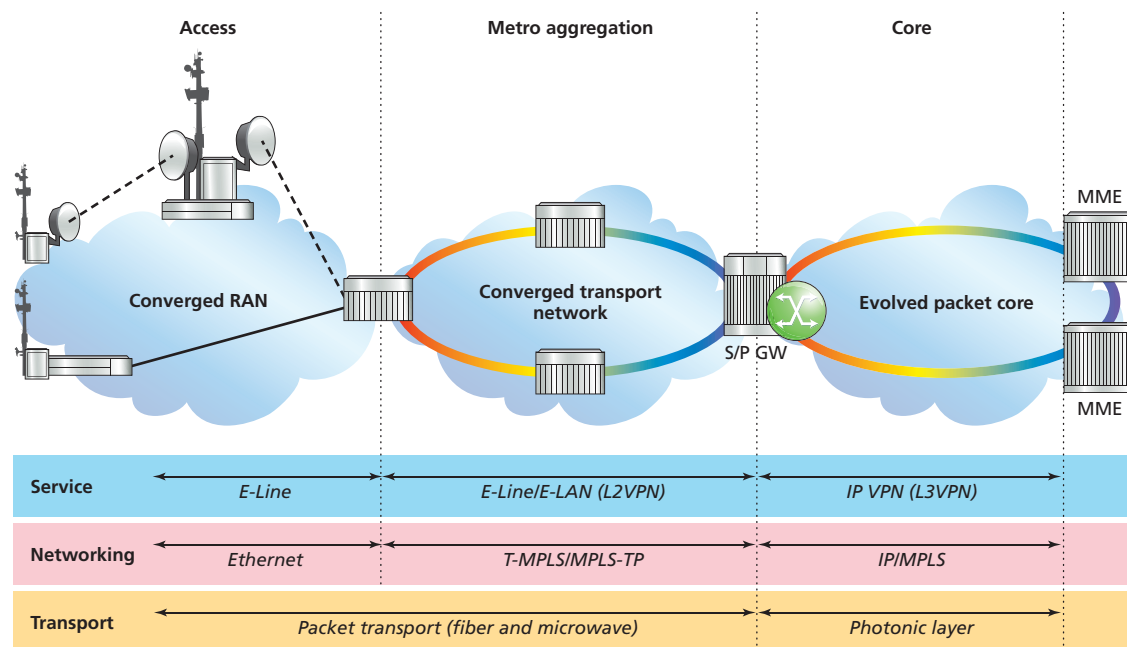 Access
Metro aggregation
Core
MME
Converged RAN
Converged transport
network
Evolved packet core
S/P GW
MME
Service
E-Line
E-Line/E-LAN (L2VPN)
IP VPN (L3VPN)
Networking
Ethernet
T-MPLS/MPLS-TP
IP/MPLS
Transport
Packet transport (fiber and microwave)
Photonic layer